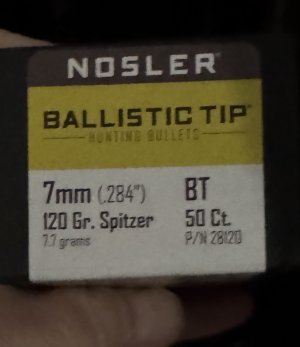 NOSLER®
BALLISTIC TIP®
HUNTING BULLETS
7mm (.284") BT
120 Gr. Spitzer 50 Ct.
7.7 grams P/N 28120